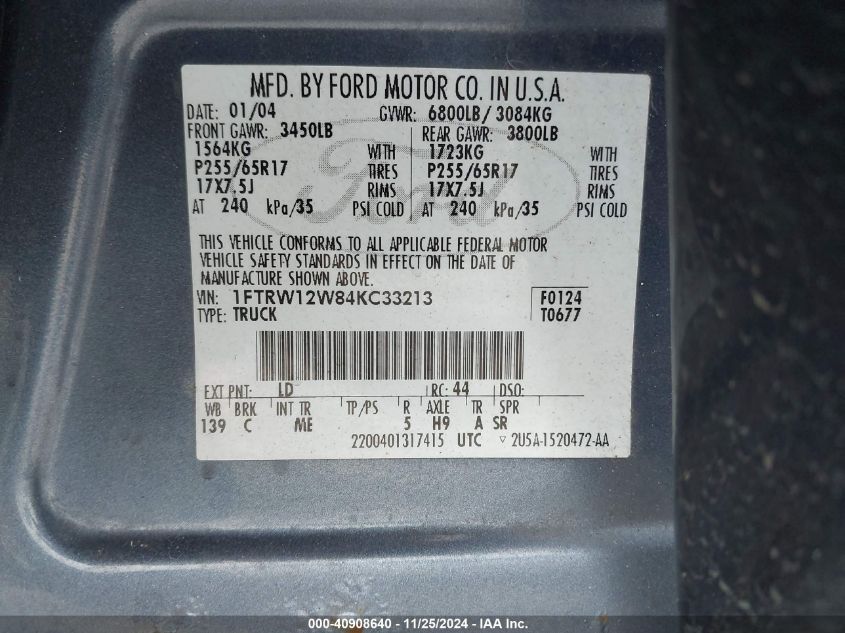 MFD. BY FORD MOTOR CO. IN U.S.A.
DATE: 01/04 GVWR: 6800LB/ 3084KG
FRONT GAWR: 3450LB REAR GAWR: 3800LB
1564KG WITH 1723KG WITH
P255/65R17 TIRES P255/65R17 TIRES
17X7.5J RIMS 17X7.5J RIMS
AT 240 kPa/35 PSI COLD AT 240 kPa/35 PSI COLD
Ford
THIS VEHICLE CONFORMS TO ALL APPLICABLE FEDERAL MOTOR
VEHICLE SAFETY STANDARDS IN EFFECT ON THE DATE OF
MANUFACTURE SHOWN ABOVE.
VIN: 1FTRW12W84KC33213 F0124
TYPE: TRUCK T0677
EXT PNT: LD RC: 44 DSO:
WB BRK INT TR TP/PS R AXLE TR SPR
139 C ME 5 H9 A SR
2200401317415 UTC ▽ 2U5A-1520472-AA
000-40908640 - 11/25/2024 - IAAI Inc.